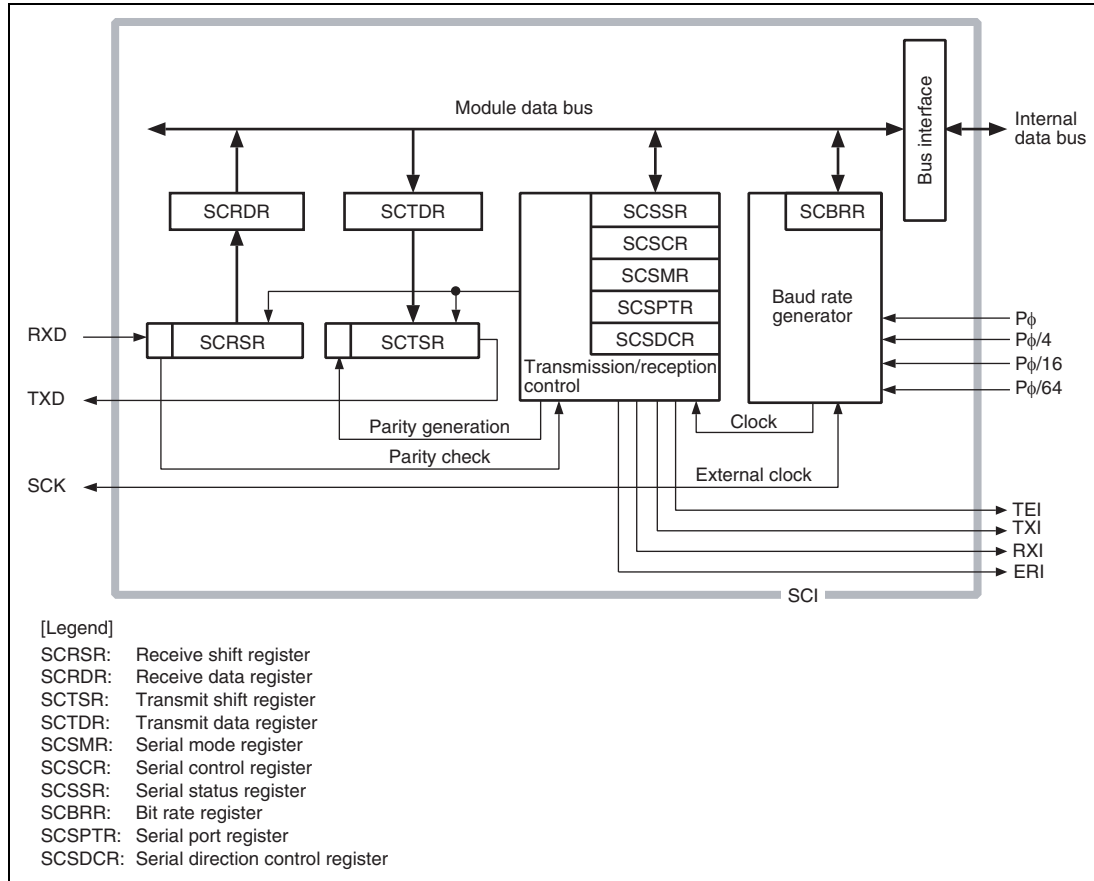 Module data bus
Bus interface
Internal
data bus
SCRDR
SCTDR
SCSSR
SCSCR
SCSMR
SCSPTR
SCSDCR
Transmission/reception
control
SCBRR
Baud rate
generator
RXD
SCRSR
SCTSR
Pϕ
Pϕ/4
Pϕ/16
Pϕ/64
TXD
Parity generation
Clock
Parity check
SCK
External clock
TEI
TXI
RXI
ERI
SCI
[Legend]
SCRSR: Receive shift register
SCRDR: Receive data register
SCTSR: Transmit shift register
SCTDR: Transmit data register
SCSMR: Serial mode register
SCSCR: Serial control register
SCSSR: Serial status register
SCBRR: Bit rate register
SCSPTR: Serial port register
SCSDCR: Serial direction control register